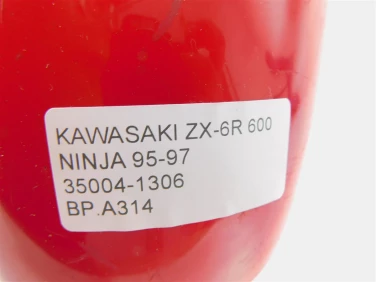 KAWASAKI ZX-6R 600
NINJA 95-97
35004-1306
BP.A314